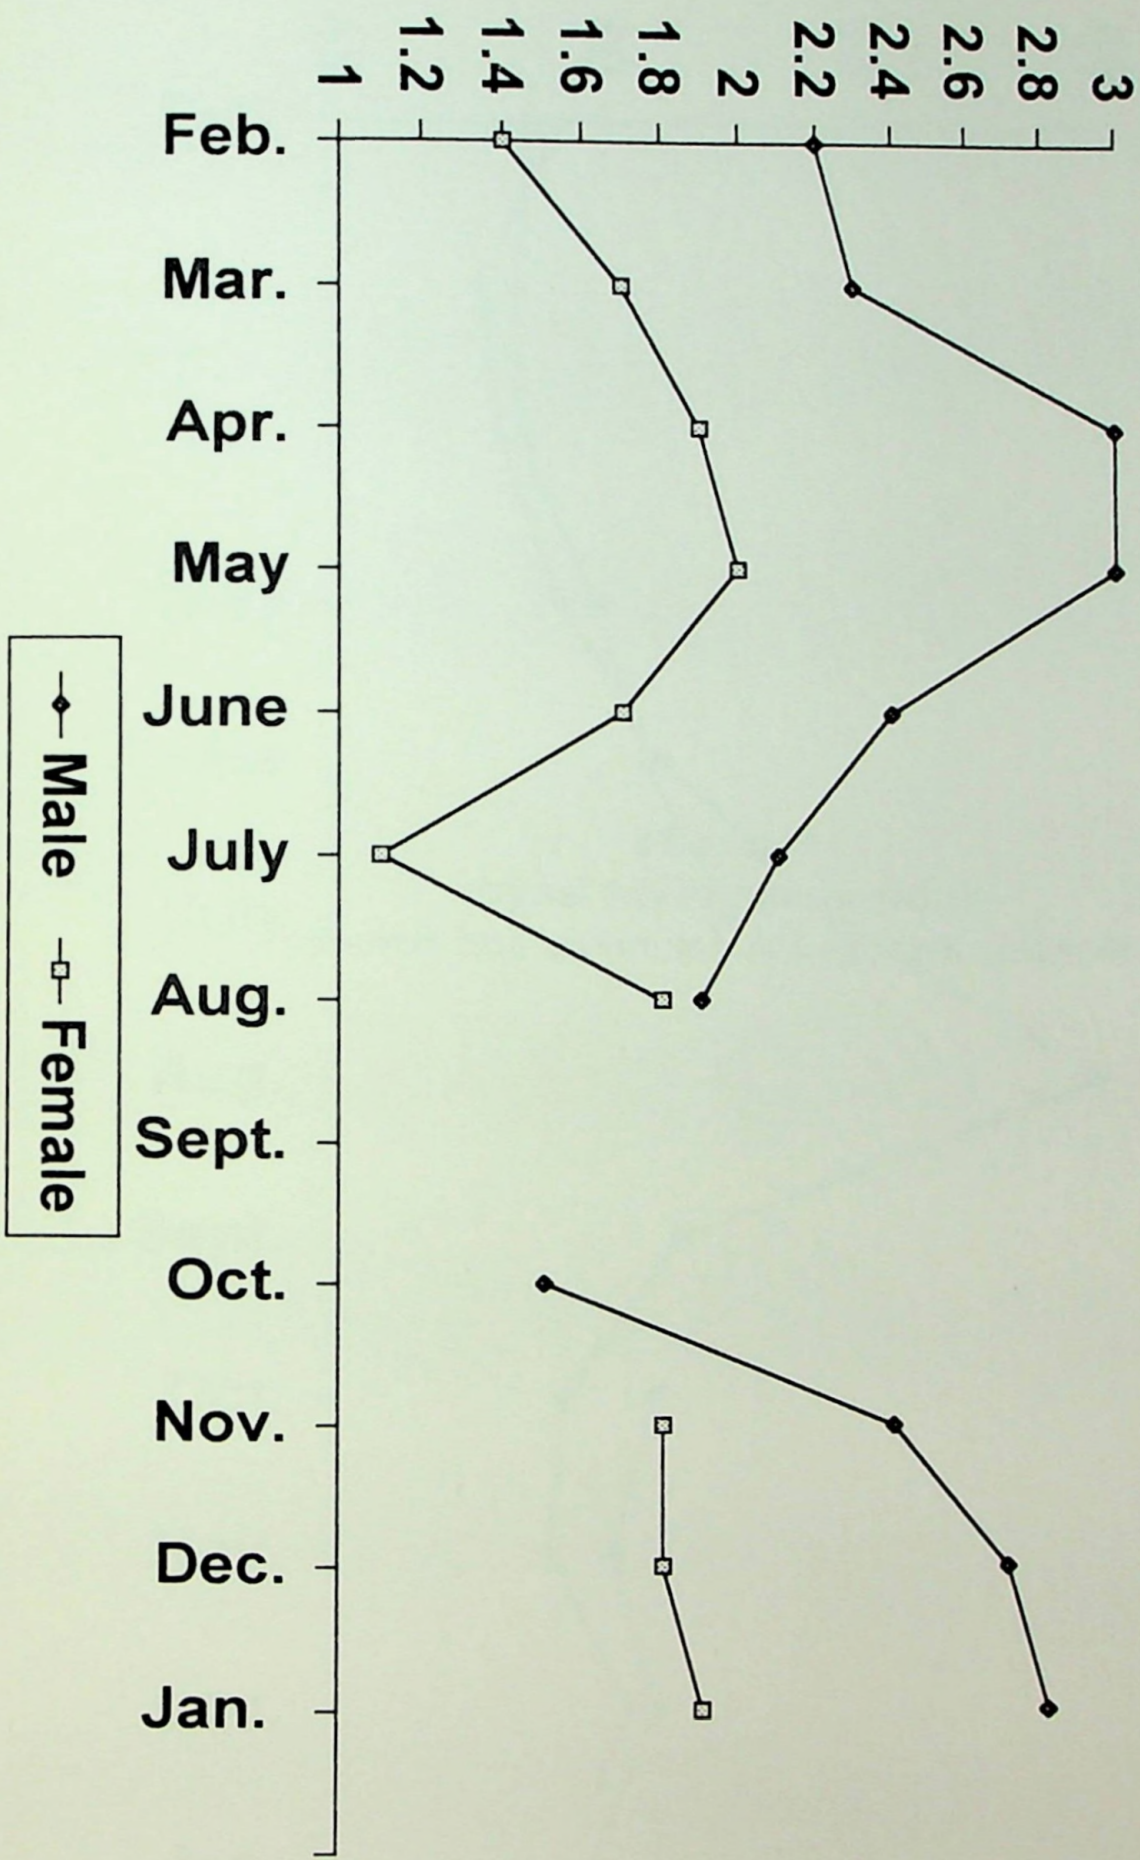 3
2.8
2.6
2.4
2.2
2
1.8
1.6
1.4
1.2
1
Feb.
Mar.
Apr.
May
June
July
Aug.
Sept.
Oct.
Nov.
Dec.
Jan.
Male Female